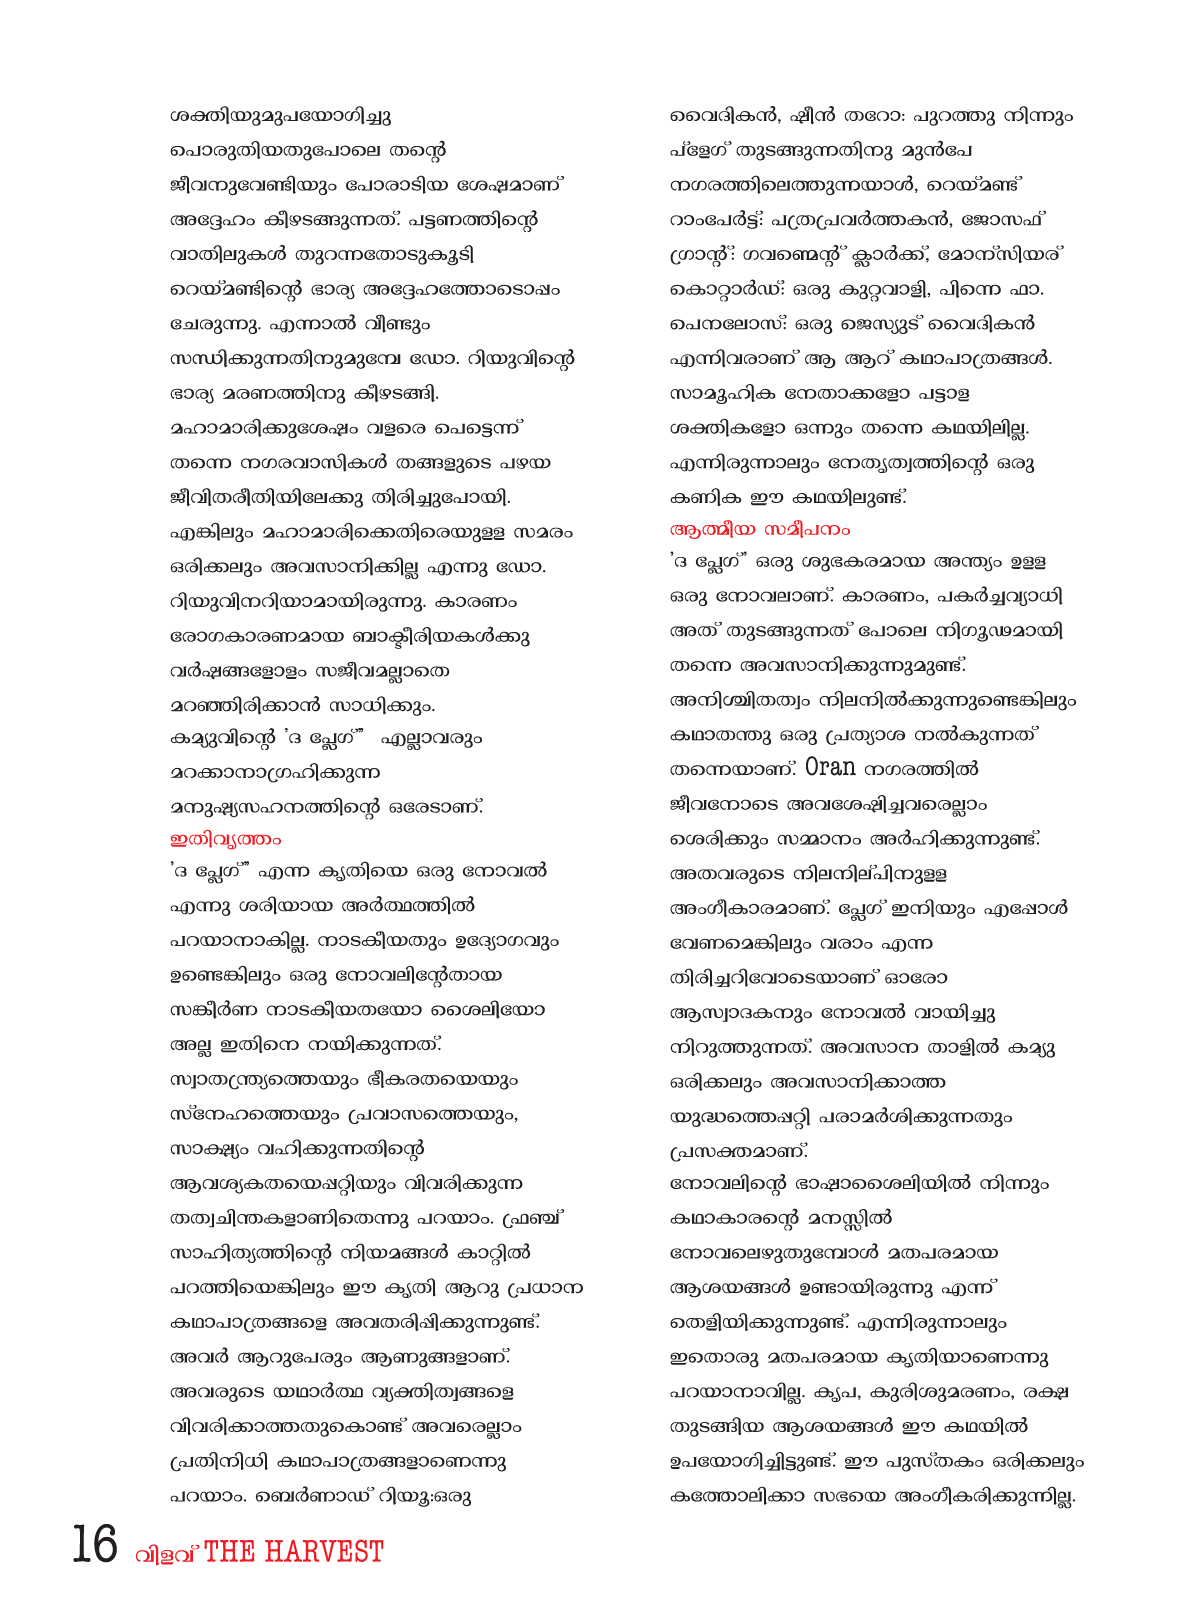 ശക്തിയുമുപയോഗിച്ചു
പൊരുതിയതുപോലെ തന്റെ
ജീവനുവേണ്ടിയും പോരാടിയ ശേഷമാണ്
അദ്ദേഹം കീഴടങ്ങുന്നത്. പട്ടണത്തിന്റെ
വാതിലുകൾ തുറന്നതോടുകൂടി
റെയ്മണ്ടിന്റെ ഭാര്യ അദ്ദേഹത്തോടൊപ്പം
ചേരുന്നു. എന്നാൽ വീണ്ടും
സന്ധിക്കുന്നതിനുമുമ്പേ ഡോ. റിയുവിന്റെ
ഭാര്യ മരണത്തിനു കീഴടങ്ങി.
മഹാമാരിക്കുശേഷം വളരെ പെട്ടെന്ന്
തന്നെ നഗരവാസികൾ തങ്ങളുടെ പഴയ
ജീവിതരീതിയിലേക്കു തിരിച്ചുപോയി.
എങ്കിലും മഹാമാരിക്കെതിരെയുളള സമരം
ഒരിക്കലും അവസാനിക്കില്ല എന്നു ഡോ.
റിയുവിനറിയാമായിരുന്നു. കാരണം
രോഗകാരണമായ ബാക്ടീരിയകൾക്കു
വർഷങ്ങളോളം സജീവമല്ലാതെ
മറഞ്ഞിരിക്കാൻ സാധിക്കും.
കമ്യുവിന്റെ 'ദ പ്ലേഗ്" എല്ലാവരും
മറക്കാനാഗ്രഹിക്കുന്ന
മനുഷ്യസഹനത്തിന്റെ ഒരേടാണ്.
ഇതിവൃത്തം
'ദ പ്ലേഗ്" എന്ന കൃതിയെ ഒരു നോവൽ
എന്നു ശരിയായ അർത്ഥത്തിൽ
പറയാനാകില്ല. നാടകീയതും ഉദ്യോഗവും
ഉണ്ടെങ്കിലും ഒരു നോവലിന്റേതായ
സങ്കീർണ നാടകീയതയോ ശൈലിയോ
അല്ല ഇതിനെ നയിക്കുന്നത്.
സ്വാതന്ത്ര്യത്തെയും ഭീകരതയെയും
സ്നേഹത്തെയും പ്രവാസത്തെയും,
സാക്ഷ്യം വഹിക്കുന്നതിന്റെ
ആവശ്യകതയെപ്പറ്റിയും വിവരിക്കുന്ന
തത്വചിന്തകളാണിതെന്നു പറയാം. ഫ്രഞ്ച്
സാഹിത്യത്തിന്റെ നിയമങ്ങൾ കാറ്റിൽ
പറത്തിയെങ്കിലും ഈ കൃതി ആറു പ്രധാന
കഥാപാത്രങ്ങളെ അവതരിപ്പിക്കുന്നുണ്ട്.
അവർ ആറുപേരും ആണുങ്ങളാണ്.
അവരുടെ യഥാർത്ഥ വ്യക്തിത്വങ്ങളെ
വിവരിക്കാത്തതുകൊണ്ട് അവരെല്ലാം
പ്രതിനിധി കഥാപാത്രങ്ങളാണെന്നു
പറയാം. ബെർണാഡ് റിയൂ:ഒരു
വൈദികൻ, ഷീൻ തറോ: പുറത്തു നിന്നും
പ്ളേഗ് തുടങ്ങുന്നതിനു മുൻപേ
നഗരത്തിലെത്തുന്നയാൾ, റെയ്മണ്ട്
റാംപേർട്ട്: പത്രപ്രവർത്തകൻ, ജോസഫ്
ഗ്രാന്റ്: ഗവണ്മെന്റ് ക്ലാർക്ക്, മോന്സിയര്
കൊറ്റാർഡ്: ഒരു കുറ്റവാളി, പിന്നെ ഫാ.
പെനലോസ്: ഒരു ജെസ്യുട് വൈദികൻ
എന്നിവരാണ് ആ ആറ് കഥാപാത്രങ്ങൾ.
സാമൂഹിക നേതാക്കളോ പട്ടാള
ശക്തികളോ ഒന്നും തന്നെ കഥയിലില്ല.
എന്നിരുന്നാലും നേതൃത്വത്തിന്റെ ഒരു
കണിക ഈ കഥയിലുണ്ട്.
ആത്മീയ സമീപനം
'ദ പ്ലേഗ്" ഒരു ശുഭകരമായ അന്ത്യം ഉളള
ഒരു നോവലാണ്. കാരണം, പകർച്ചവ്യാധി
അത് തുടങ്ങുന്നത് പോലെ നിഗൂഢമായി
തന്നെ അവസാനിക്കുന്നുമുണ്ട്.
അനിശ്ചിതത്വം നിലനിൽക്കുന്നുണ്ടെങ്കിലും
കഥാതന്തു ഒരു പ്രത്യാശ നൽകുന്നത്
തന്നെയാണ്. Oran നഗരത്തിൽ
ജീവനോടെ അവശേഷിച്ചവരെല്ലാം
ശെരിക്കും സമ്മാനം അർഹിക്കുന്നുണ്ട്.
അതവരുടെ നിലനില്പിനുളള
അംഗീകാരമാണ്. പ്ലേഗ് ഇനിയും എപ്പോൾ
വേണമെങ്കിലും വരാം എന്ന
തിരിച്ചറിവോടെയാണ് ഓരോ
ആസ്വാദകനും നോവൽ വായിച്ചു
നിറുത്തുന്നത്. അവസാന താളിൽ കമ്യു
ഒരിക്കലും അവസാനിക്കാത്ത
യുദ്ധത്തെപ്പറ്റി പരാമർശിക്കുന്നതും
പ്രസക്തമാണ്.
നോവലിന്റെ ഭാഷാശൈലിയിൽ നിന്നും
കഥാകാരന്റെ മനസ്സിൽ
നോവലെഴുതുമ്പോൾ മതപരമായ
ആശയങ്ങൾ ഉണ്ടായിരുന്നു എന്ന്
തെളിയിക്കുന്നുണ്ട്. എന്നിരുന്നാലും
ഇതൊരു മതപരമായ കൃതിയാണെന്നു
പറയാനാവില്ല. കൃപ, കുരിശുമരണം, രക്ഷ
തുടങ്ങിയ ആശയങ്ങൾ ഈ കഥയിൽ
ഉപയോഗിച്ചിട്ടുണ്ട്. ഈ പുസ്തകം ഒരിക്കലും
കത്തോലിക്കാ സഭയെ അംഗീകരിക്കുന്നില്ല.
16 വിളവ് THE HARVEST